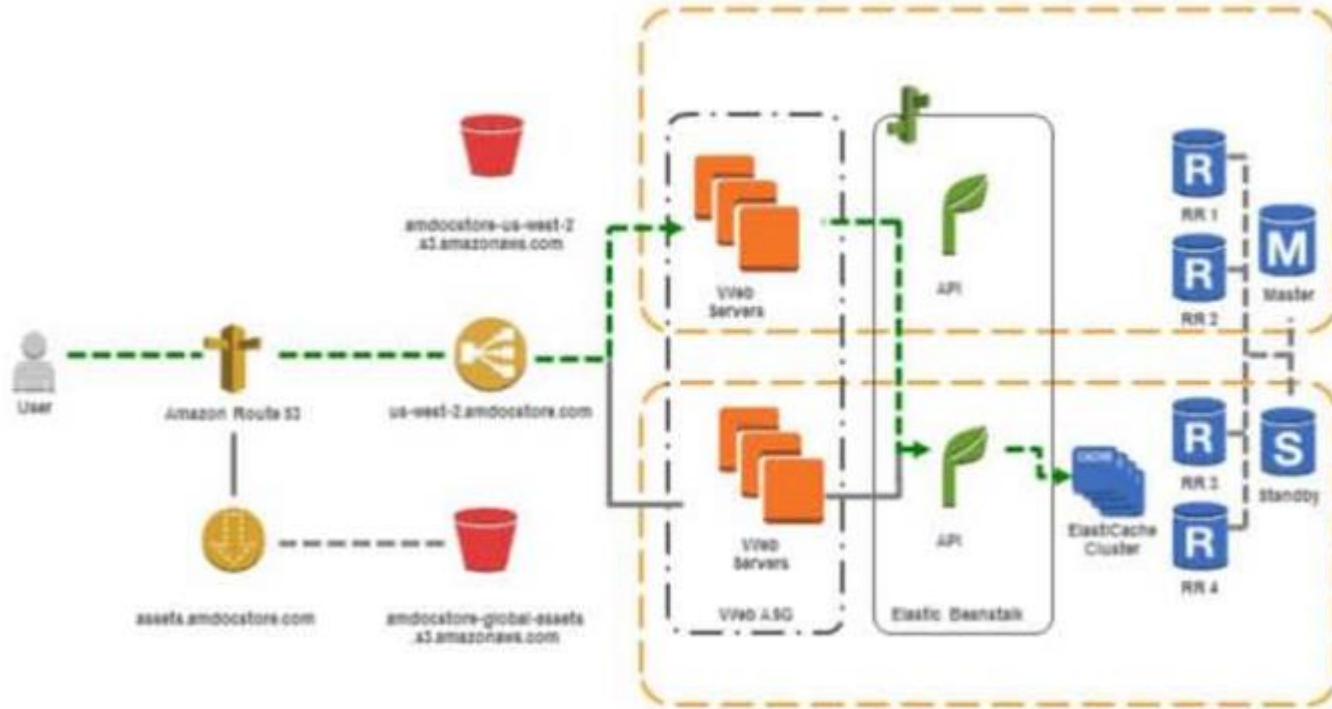 amdocstore-us-west-2
.s3.amazonaws.com
User
Amazon Route 53
us-west-2.amdocstore.com
assets.amdocstore.com
amdocstore-global-assets
.s3.amazonaws.com
Web
Servers
Web
Servers
Web ASG
API
API
Elastic Beanstalk
CACHE
ElastiCache
Cluster
R
RR 1
R
RR 2
M
Master
R
RR 3
R
RR 4
S
Standby